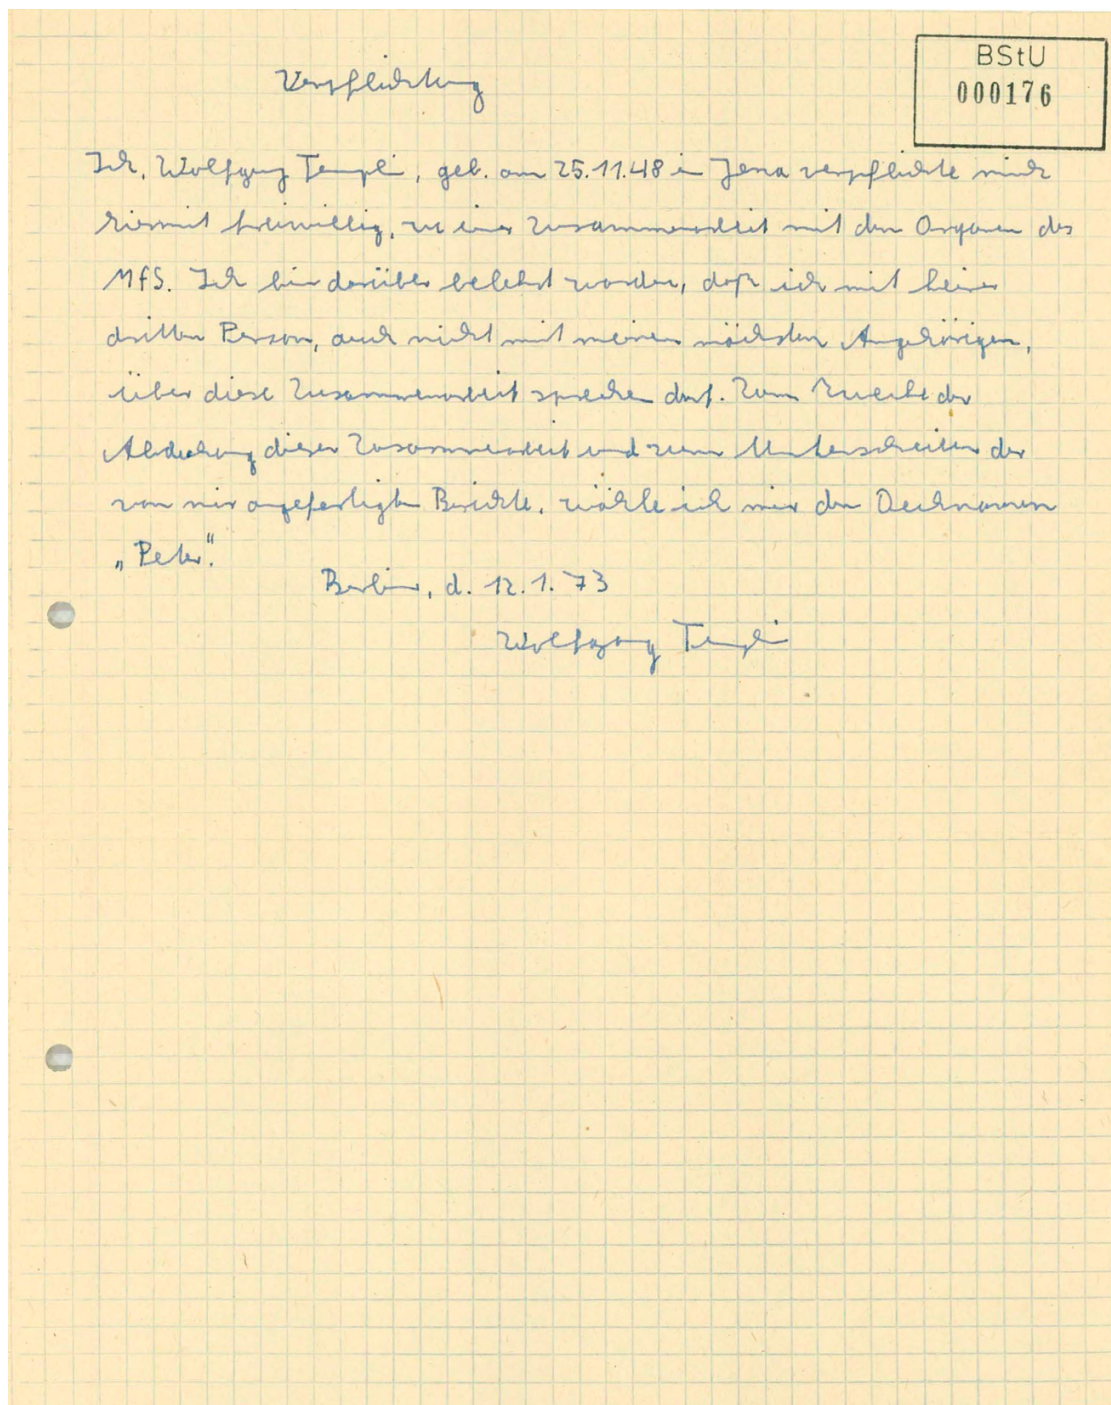 BStU
000176
Verpflichtung
Ich, Wolfgang Templin, geb. am 25.11.48 in Jena verpflichte mich
hiermit freiwillig, zu einer Zusammenarbeit mit den Organen des
MfS. Ich bin darüber belehrt worden, daß ich mit keiner
dritten Person, auch nicht mit meinen nächsten Angehörigen,
über diese Zusammenarbeit sprechen darf. Zum Zwecke der
Abdeckung dieser Zusammenarbeit und zum Unterschreiben der
von mir angefertigten Berichte, wähle ich mir den Decknamen
„Peter“.
Berlin, d. 12.1.73
Wolfgang Templin